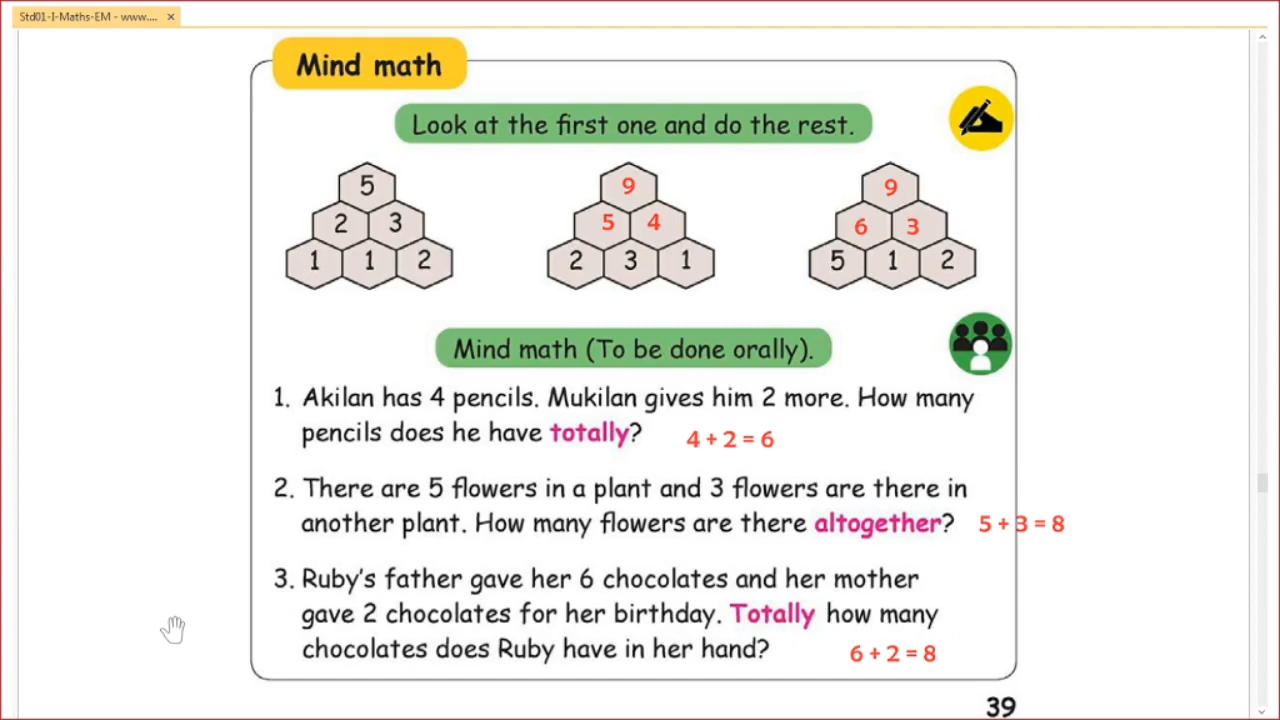 Std01-I-Maths-EM - www.... ×
Mind math
Look at the first one and do the rest.
5 9 9
2 3 5 4 6 3
1 1 2 2 3 1 5 1 2
Mind math (To be done orally).
1. Akilan has 4 pencils. Mukilan gives him 2 more. How many
pencils does he have totally? 4 + 2 = 6
2. There are 5 flowers in a plant and 3 flowers are there in
another plant. How many flowers are there altogether? 5 + 3 = 8
3. Ruby's father gave her 6 chocolates and her mother
gave 2 chocolates for her birthday. Totally how many
chocolates does Ruby have in her hand? 6 + 2 = 8
39